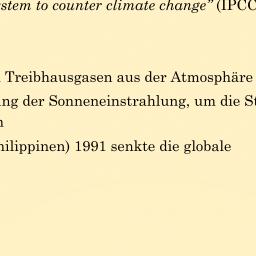 stem to counter climate change" (IPCC
Treibhausgasen aus der Atmosphäre
ng der Sonneneinstrahlung, um die St
nilippinen) 1991 senkte die globale